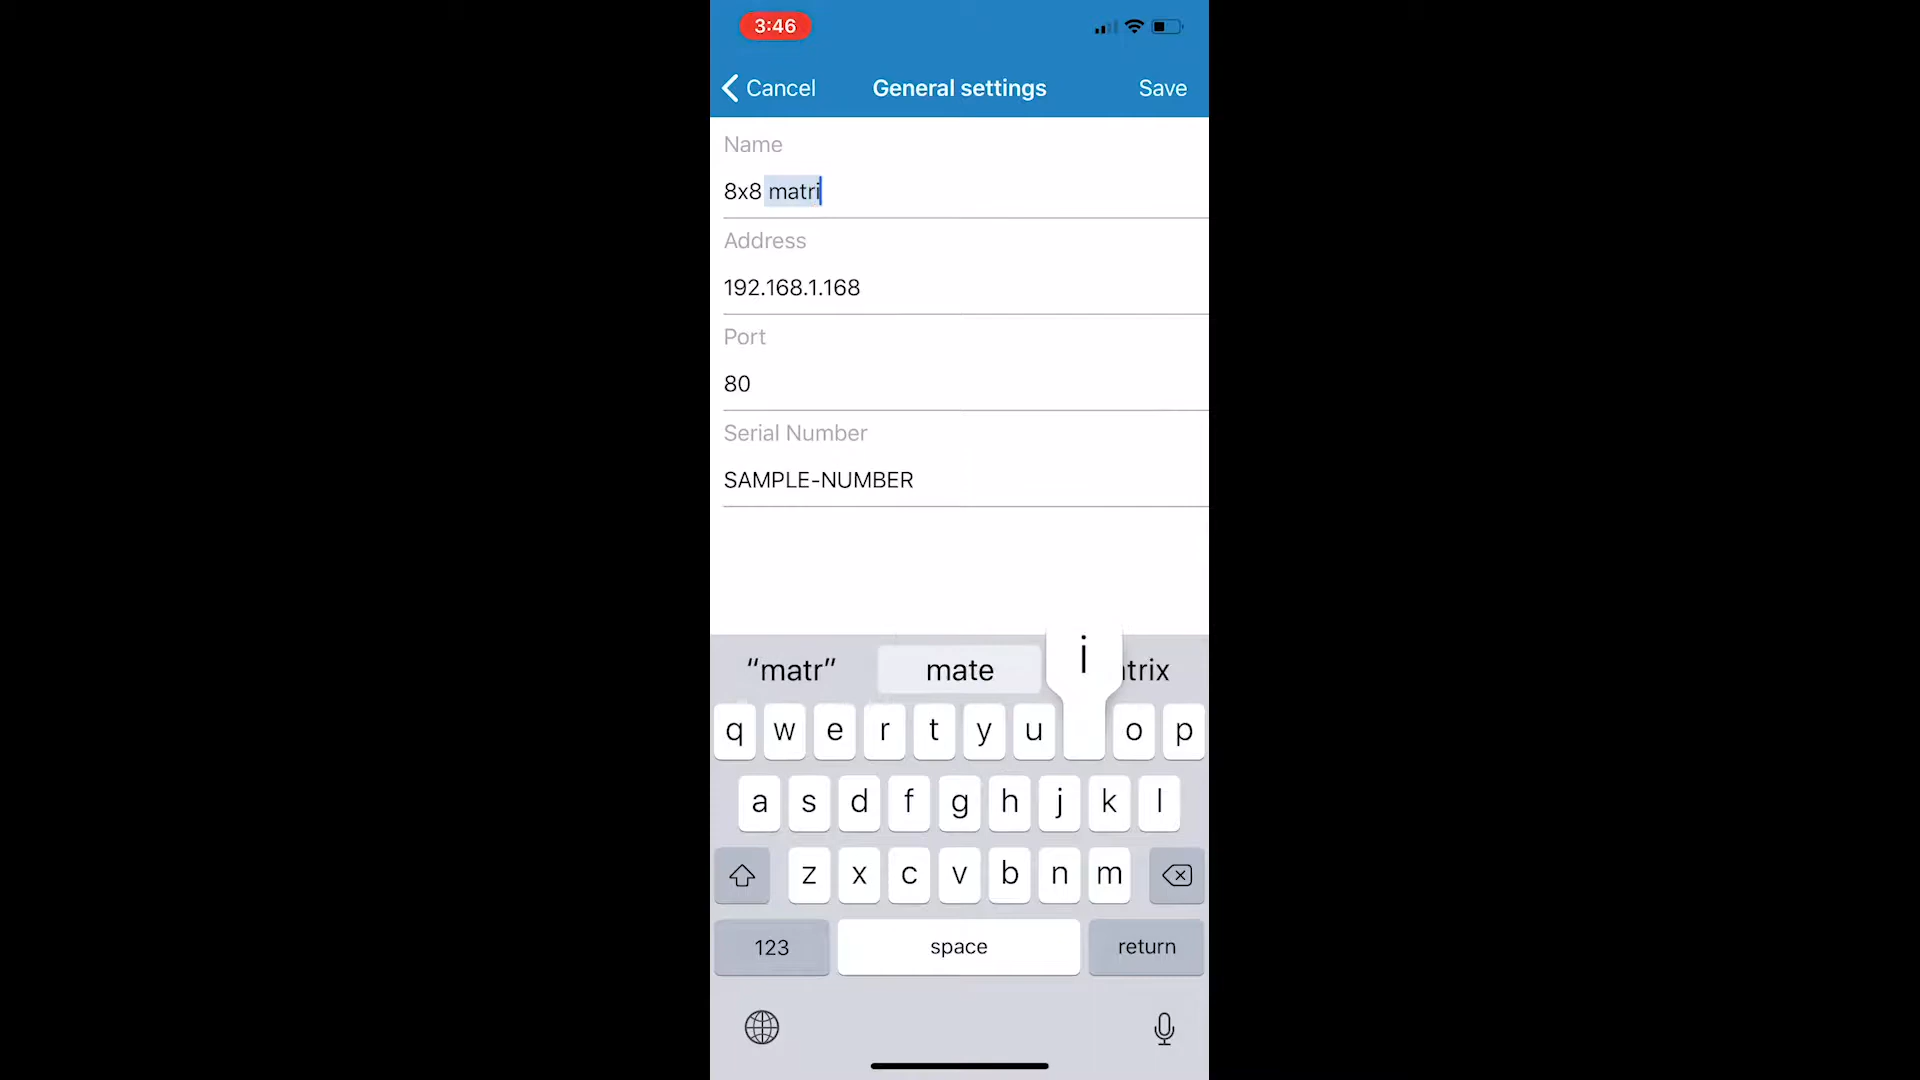 3:46
Cancel
General settings
Save
Name
8x8 matri
Address
192.168.1.168
Port
80
Serial Number
SAMPLE-NUMBER
“matr” mate trix
i
q w e r t y u o p
a s d f g h j k l
z x c v b n m
123 space return